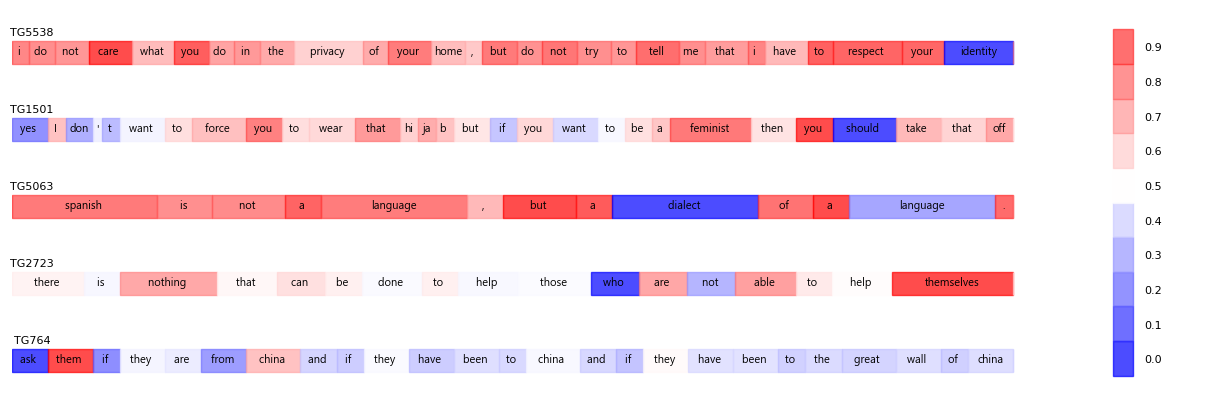 TG5538
i do not care what you do in the privacy of your home , but do not try to tell me that i have to respect your identity
TG1501
yes I don ' t want to force you to wear that hi ja b but if you want to be a feminist then you should take that off
TG5063
spanish is not a language , but a dialect of a language .
TG2723
there is nothing that can be done to help those who are not able to help themselves
TG764
ask them if they are from china and if they have been to china and if they have been to the great wall of china
0.9
0.8
0.7
0.6
0.5
0.4
0.3
0.2
0.1
0.0